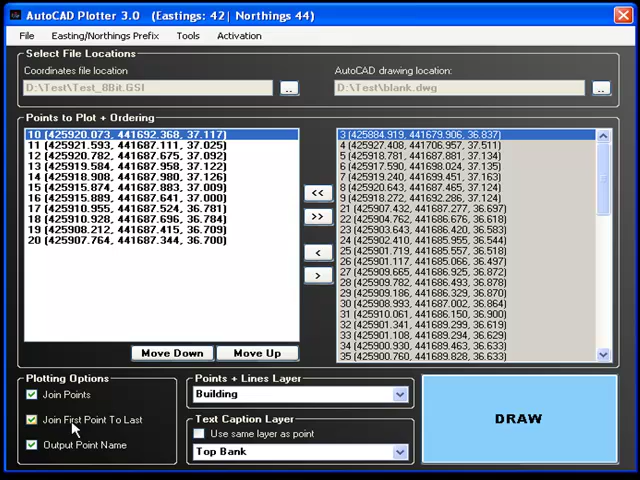 AutoCAD Plotter 3.0 (Eastings: 42| Northings 44)
File Easting/Northings Prefix Tools Activation
Select File Locations
Coordinates file location
AutoCAD drawing location:
D:\Test\Test_8Bit.GSI
..
D:\Test\blank.dwg
..
Points to Plot + Ordering
10 (425920.073, 441692.368, 37.117)
11 (425921.593, 441687.111, 37.025)
12 (425920.782, 441687.675, 37.092)
13 (425919.584, 441687.958, 37.122)
14 (425918.908, 441687.980, 37.126)
15 (425915.874, 441687.883, 37.009)
16 (425915.889, 441687.641, 37.000)
17 (425910.955, 441687.524, 36.781)
18 (425910.928, 441687.696, 36.784)
19 (425908.212, 441687.415, 36.709)
20 (425907.764, 441687.344, 36.700)
<<
>>
<
>
3 (425884.919, 441679.906, 36.837)
4 (425927.408, 441706.957, 37.511)
5 (425918.781, 441687.881, 37.134)
6 (425917.590, 441698.024, 37.135)
7 (425919.240, 441699.451, 37.163)
8 (425920.643, 441687.465, 37.124)
9 (425918.272, 441692.286, 37.124)
21 (425907.432, 441687.277, 36.697)
22 (425904.762, 441686.676, 36.618)
23 (425903.643, 441686.420, 36.583)
24 (425902.410, 441685.955, 36.544)
25 (425901.719, 441685.557, 36.518)
26 (425901.117, 441685.066, 36.497)
27 (425909.665, 441686.925, 36.872)
28 (425909.782, 441686.493, 36.878)
29 (425909.186, 441686.329, 36.870)
30 (425908.993, 441687.002, 36.864)
31 (425910.061, 441686.150, 36.900)
32 (425901.341, 441689.299, 36.619)
33 (425901.108, 441689.294, 36.629)
34 (425900.930, 441689.463, 36.633)
35 (425900.760, 441689.828, 36.633)
Move Down Move Up
Plotting Options
Join Points
Join First Point To Last
Output Point Name
Points + Lines Layer
Building
Text Caption Layer
Use same layer as point
Top Bank
DRAW